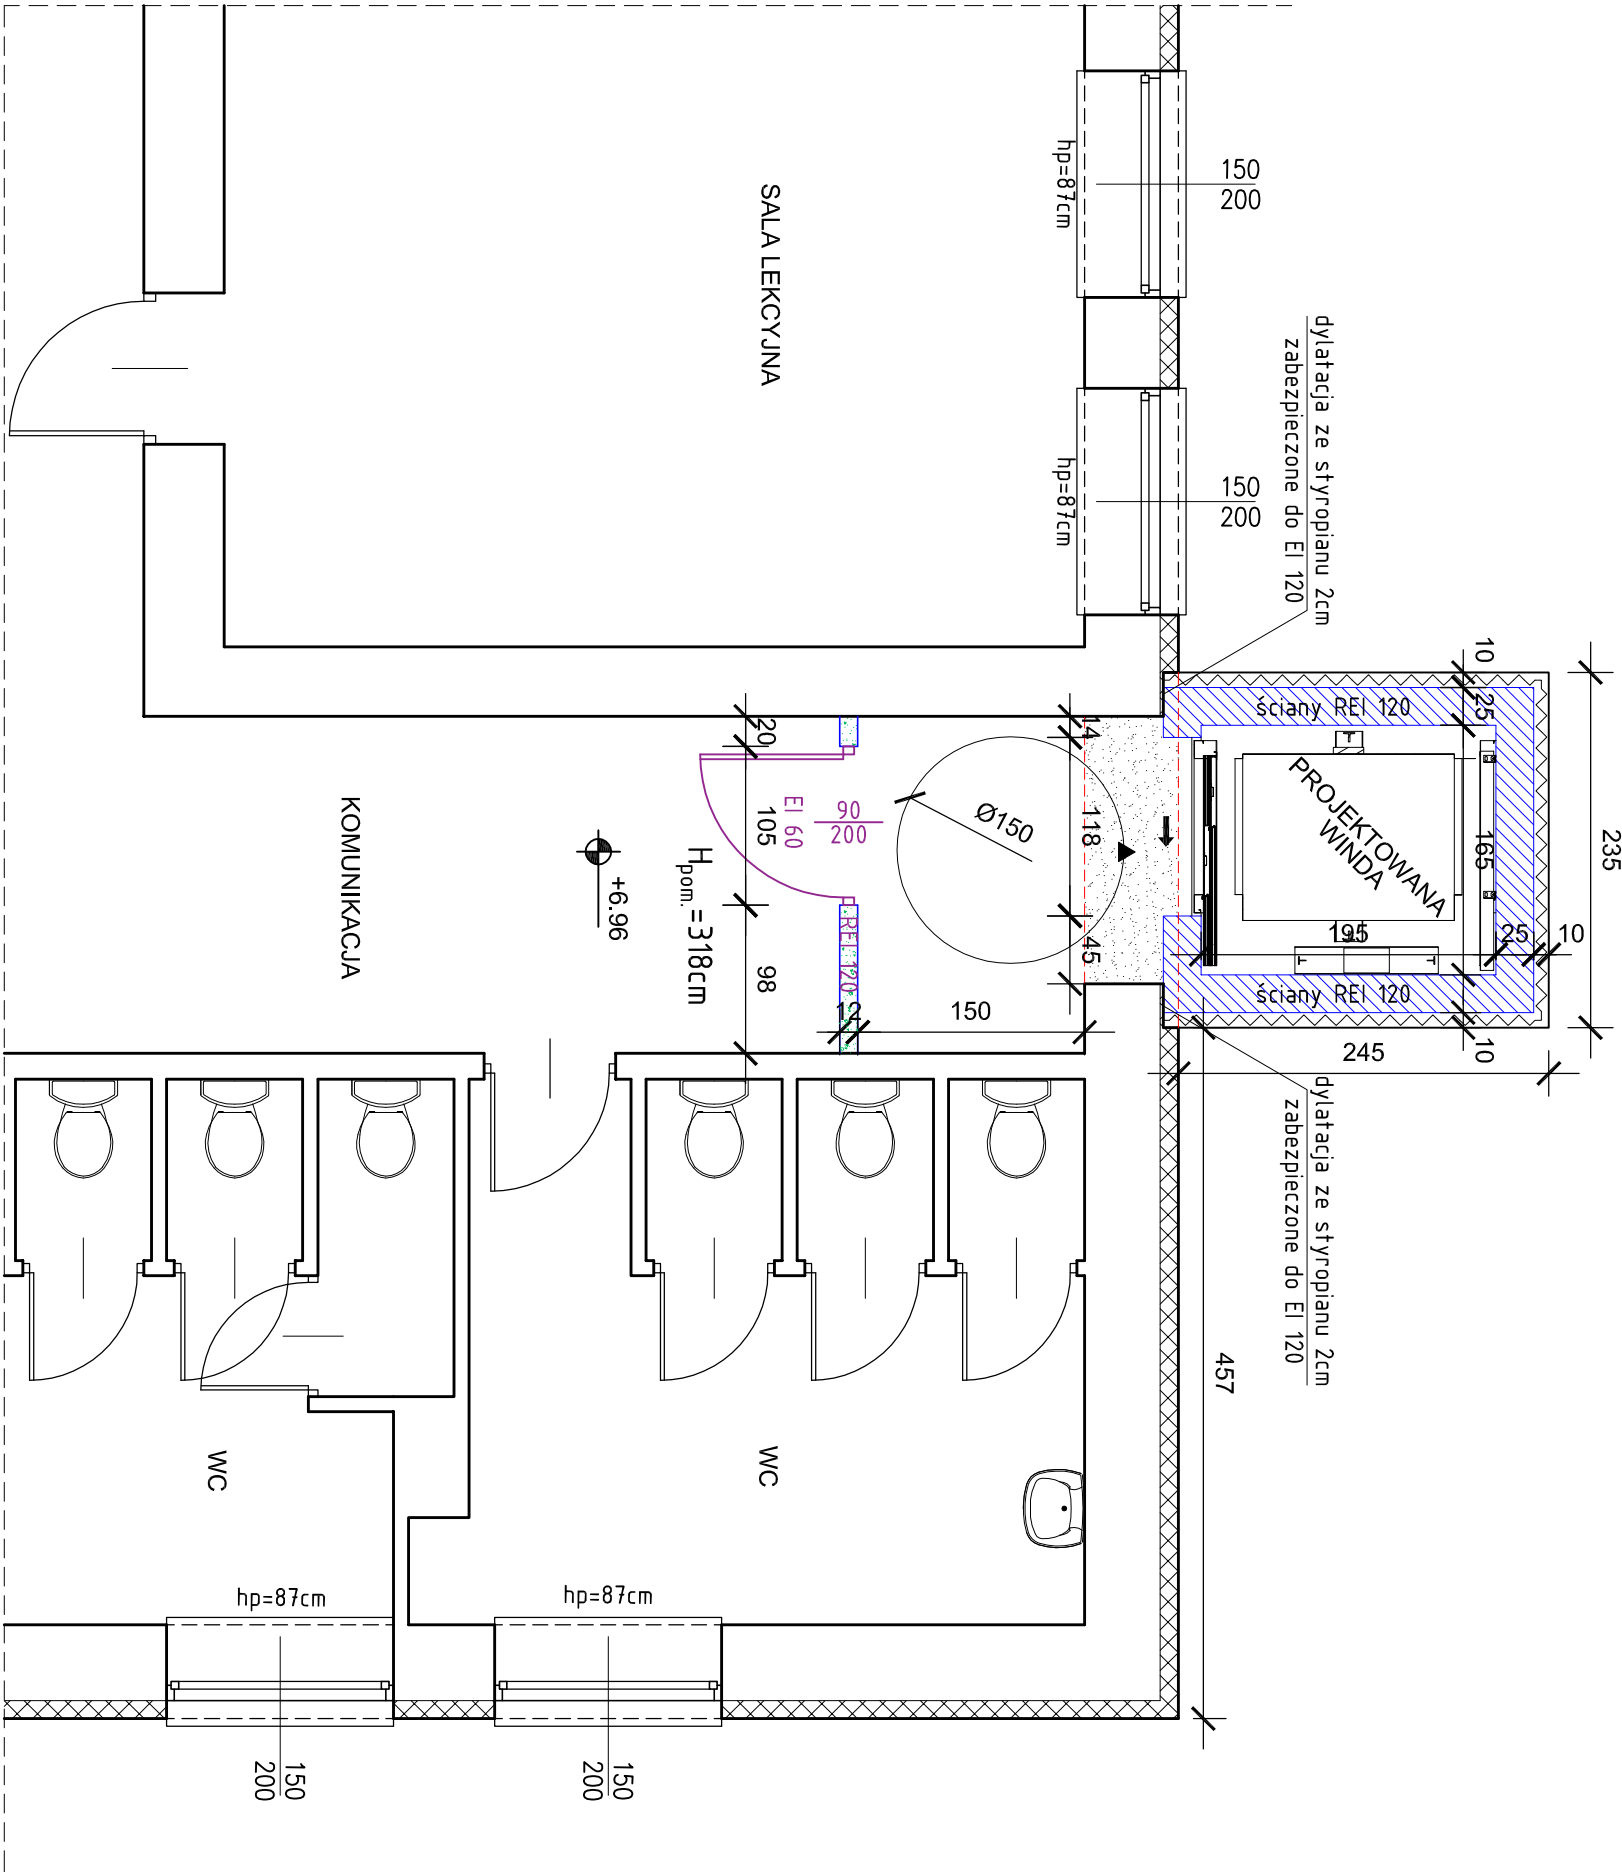 150
200
hp=87cm
SALA LEKCYJNA
150
200
hp=87cm
dylatacja ze styropianu 2cm
zabezpieczone do EI 120
10
25
235
ściany REI 120
PROJEKTOWANA
WINDA
165
195
25
10
ściany REI 120
10
245
14
118
45
20
105
98
EI 60
90
200
Ø150
REI 120
12
150
KOMUNIKACJA
+6.96
Hpom.=318cm
dylatacja ze styropianu 2cm
zabezpieczone do EI 120
457
WC
WC
hp=87cm
hp=87cm
150
200
150
200